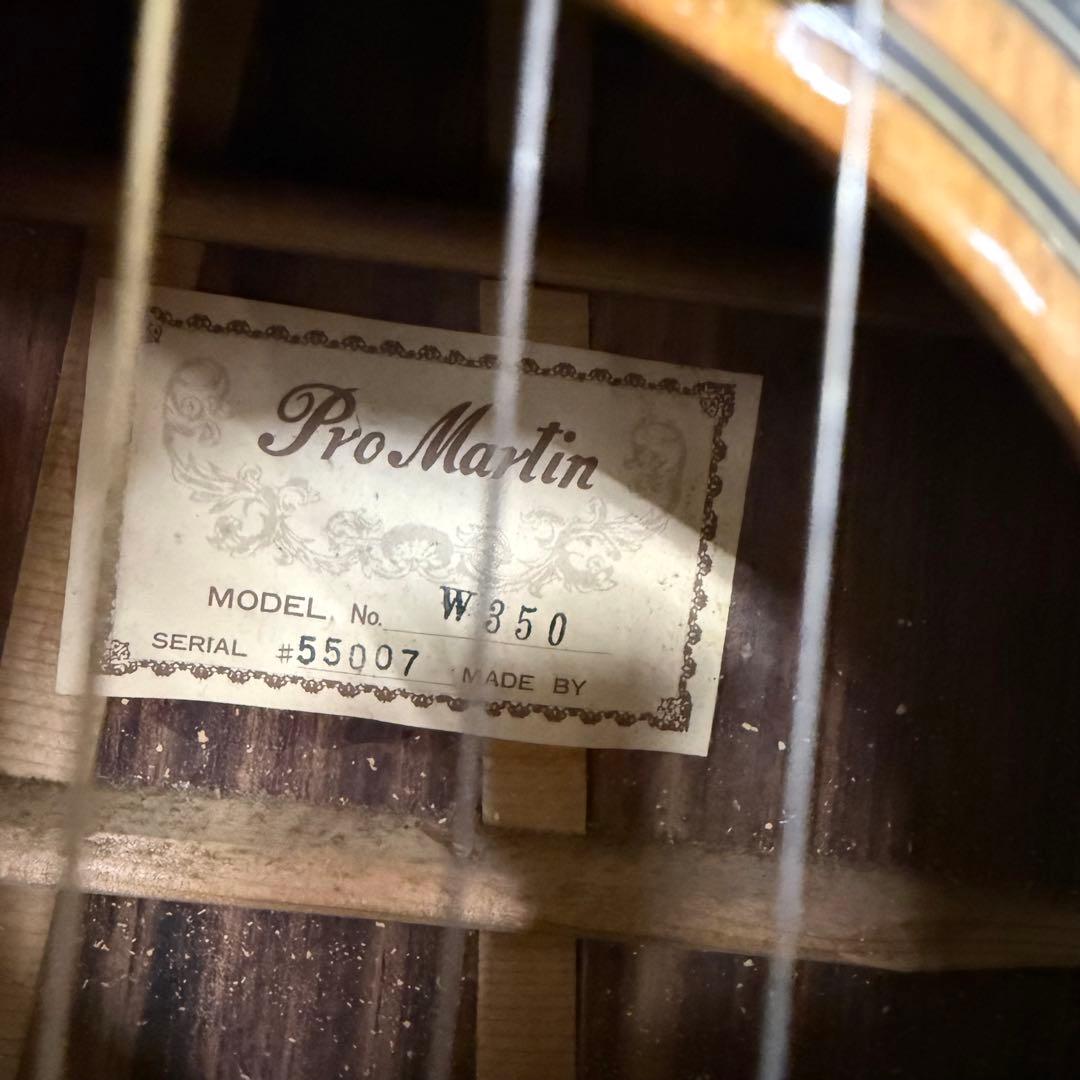 Pro Martin
MODEL. No. W350
SERIAL #55007 MADE BY